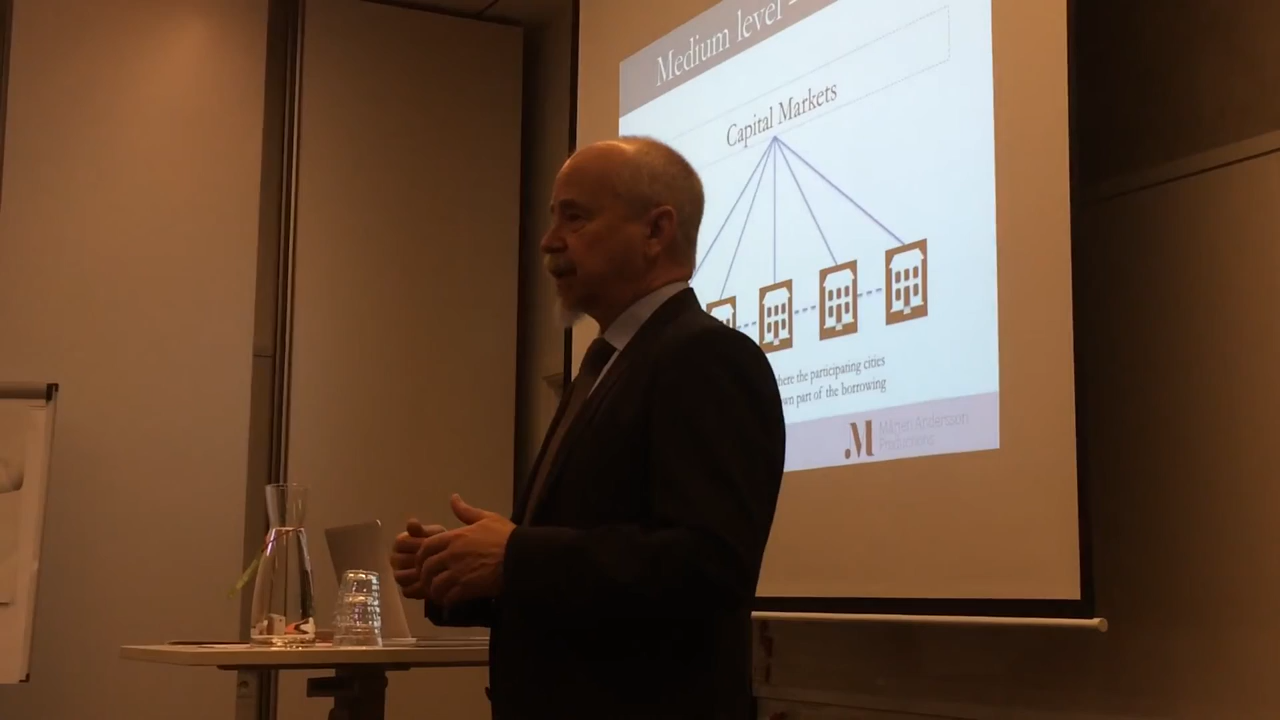 Medium level
Capital Markets
here the participating cities
wn part of the borrowing
M
Mårten Andersson
Productions